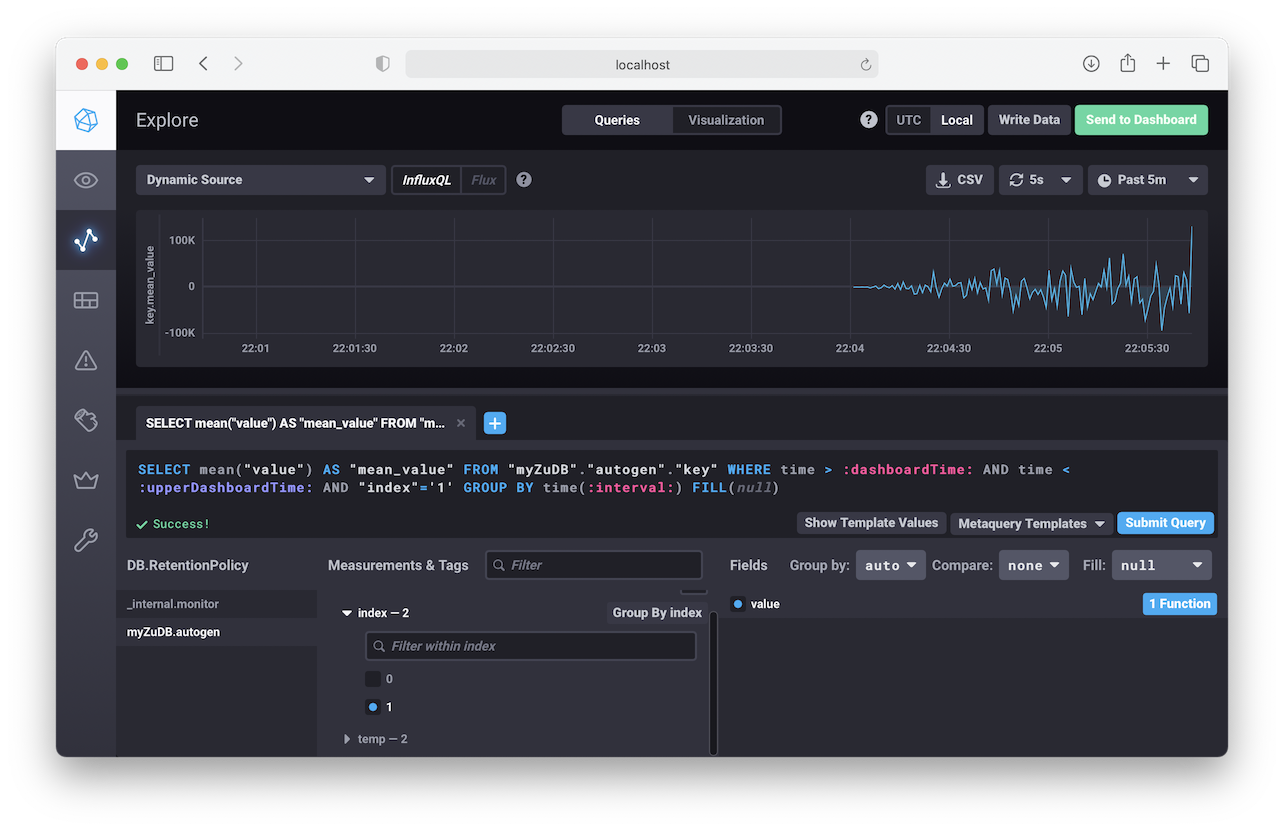 localhost
Explore
Queries
Visualization
?
UTC
Local
Write Data
Send to Dashboard
Dynamic Source
InfluxQL
Flux
?
CSV
5s
Past 5m
key.mean_value
100K
0
-100K
22:01
22:01:30
22:02
22:02:30
22:03
22:03:30
22:04
22:04:30
22:05
22:05:30
SELECT mean("value") AS "mean_value" FROM "m...
SELECT mean("value") AS "mean_value" FROM "myZuDB"."autogen"."key" WHERE time > :dashboardTime: AND time <
:upperDashboardTime: AND "index"='1' GROUP BY time(:interval:) FILL(null)
Success!
Show Template Values
Metaquery Templates
Submit Query
DB.RetentionPolicy
Measurements & Tags
Filter
Fields
Group by:
auto
Compare:
none
Fill:
null
_internal.monitor
myZuDB.autogen
index — 2
Group By index
Filter within index
0
1
temp — 2
value
1 Function